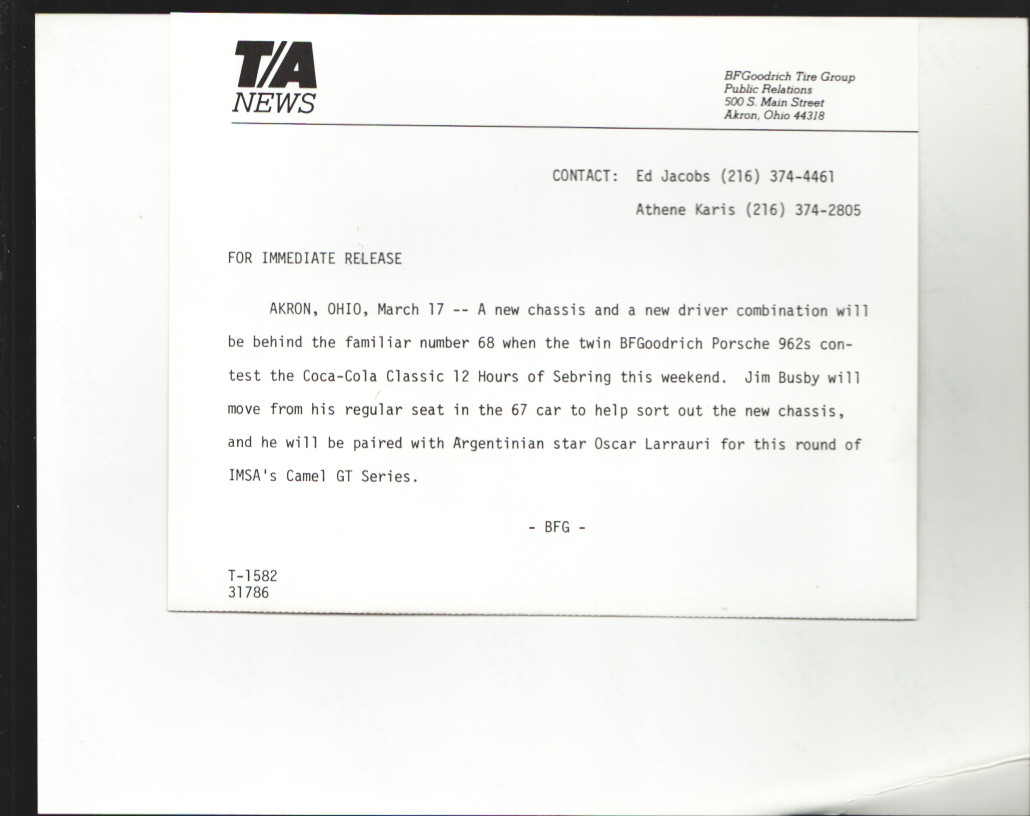 T/A
NEWS
BFGoodrich Tire Group
Public Relations
500 S. Main Street
Akron, Ohio 44318
CONTACT: Ed Jacobs (216) 374-4461
Athene Karis (216) 374-2805
FOR IMMEDIATE RELEASE
AKRON, OHIO, March 17 -- A new chassis and a new driver combination will
be behind the familiar number 68 when the twin BFGoodrich Porsche 962s con-
test the Coca-Cola Classic 12 Hours of Sebring this weekend. Jim Busby will
move from his regular seat in the 67 car to help sort out the new chassis,
and he will be paired with Argentinian star Oscar Larrauri for this round of
IMSA's Camel GT Series.
- BFG -
T-1582
31786